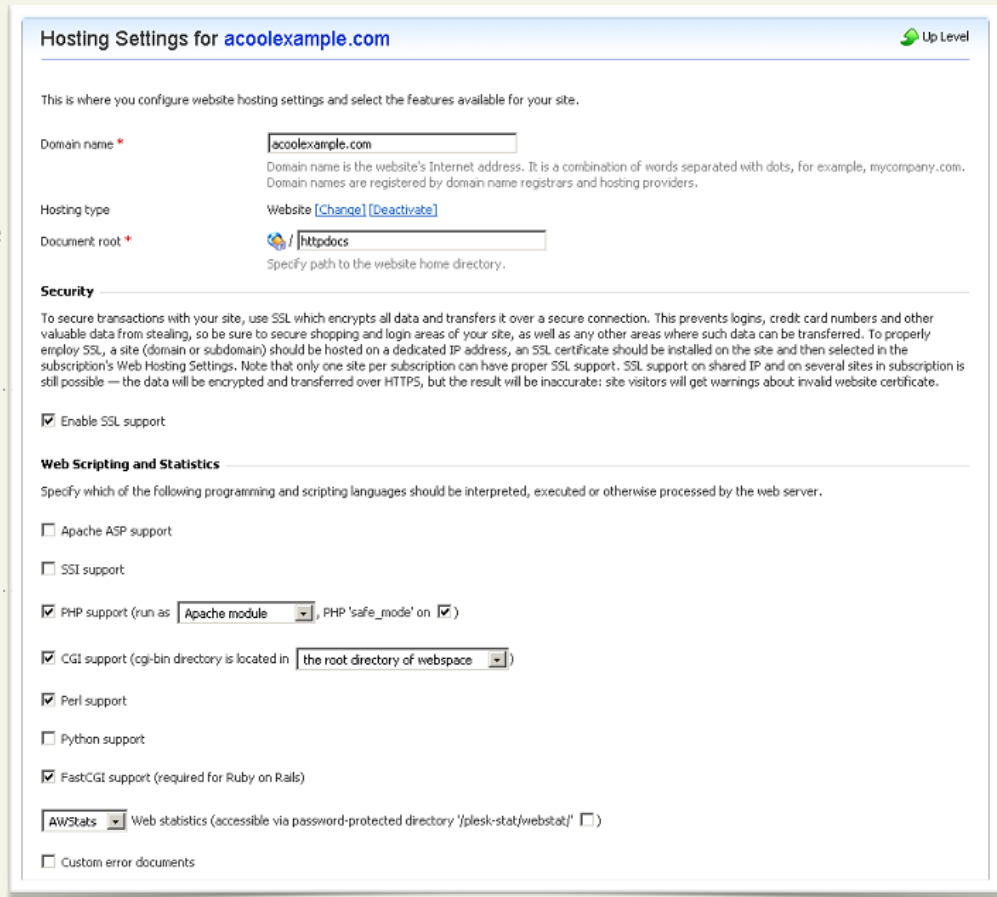 Hosting Settings for acoolexample.com
Up Level
This is where you configure website hosting settings and select the features available for your site.
Domain name *
acoolexample.com
Domain name is the website's Internet address. It is a combination of words separated with dots, for example, mycompany.com.
Domain names are registered by domain name registrars and hosting providers.
Hosting type
Website [Change] [Deactivate]
Document root *
/ httpdocs
Specify path to the website home directory.
Security
To secure transactions with your site, use SSL which encrypts all data and transfers it over a secure connection. This prevents logins, credit card numbers and other
valuable data from stealing, so be sure to secure shopping and login areas of your site, as well as any other areas where such data can be transferred. To properly
employ SSL, a site (domain or subdomain) should be hosted on a dedicated IP address, an SSL certificate should be installed on the site and then selected in the
subscription's Web Hosting Settings. Note that only one site per subscription can have proper SSL support. SSL support on shared IP and on several sites in subscription is
still possible — the data will be encrypted and transferred over HTTPS, but the result will be inaccurate: site visitors will get warnings about invalid website certificate.
Enable SSL support
Web Scripting and Statistics
Specify which of the following programming and scripting languages should be interpreted, executed or otherwise processed by the web server.
Apache ASP support
SSI support
PHP support (run as Apache module , PHP 'safe_mode' on )
CGI support (cgi-bin directory is located in the root directory of webspace )
Perl support
Python support
FastCGI support (required for Ruby on Rails)
AWStats Web statistics (accessible via password-protected directory '/plesk-stat/webstat/' )
Custom error documents